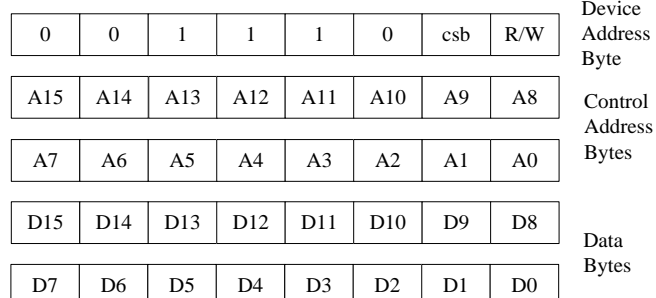 0 0 1 1 1 0 csb R/W
Device
Address
Byte
A15 A14 A13 A12 A11 A10 A9 A8
A7 A6 A5 A4 A3 A2 A1 A0
Control
Address
Bytes
D15 D14 D13 D12 D11 D10 D9 D8
D7 D6 D5 D4 D3 D2 D1 D0
Data
Bytes